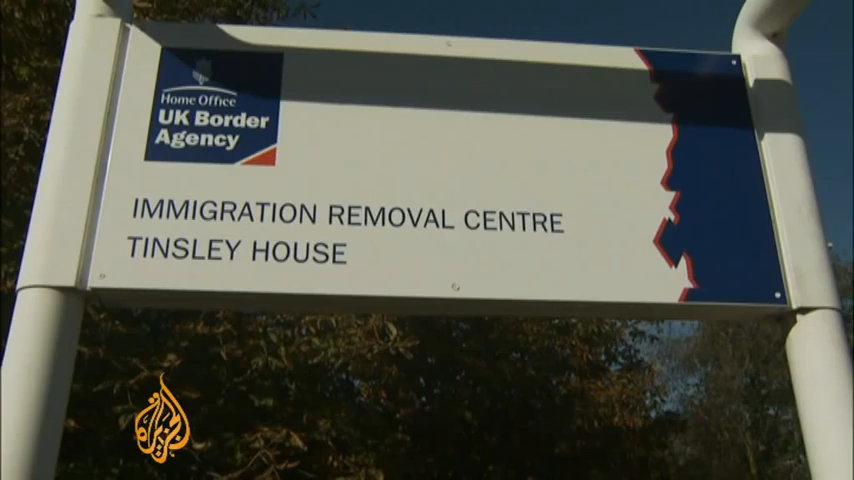 Home Office
UK Border
Agency
IMMIGRATION REMOVAL CENTRE
TINSLEY HOUSE
الجزيرة